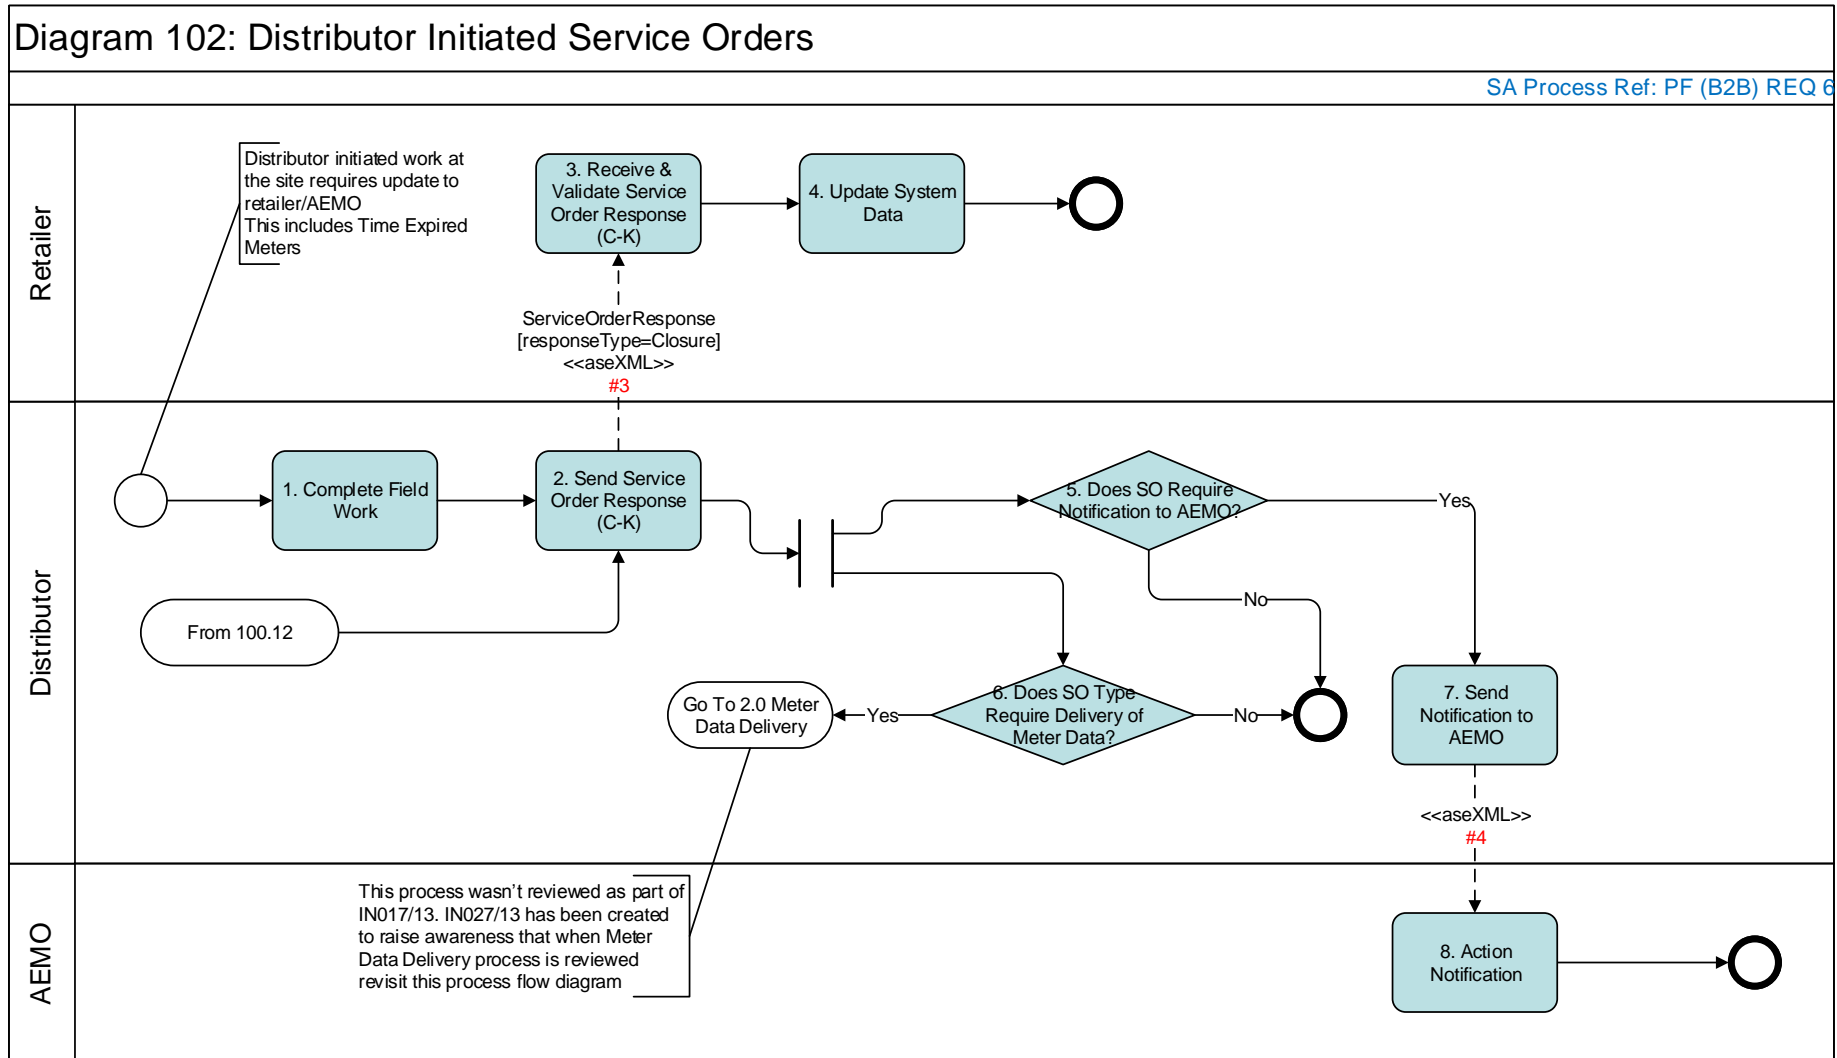 Diagram 102: Distributor Initiated Service Orders
SA Process Ref: PF (B2B) REQ 6
Retailer
Distributor initiated work at
the site requires update to
retailer/AEMO
This includes Time Expired
Meters
3. Receive &
Validate Service
Order Response
(C-K)
4. Update System
Data
ServiceOrderResponse
[responseType=Closure]
<<aseXML>>
#3
Distributor
1. Complete Field
Work
2. Send Service
Order Response
(C-K)
5. Does SO Require
Notification to AEMO?
Yes
No
From 100.12
Go To 2.0 Meter
Data Delivery
Yes
6. Does SO Type
Require Delivery of
Meter Data?
No
7. Send
Notification to
AEMO
<<aseXML>>
#4
AEMO
This process wasn't reviewed as part of
IN017/13. IN027/13 has been created
to raise awareness that when Meter
Data Delivery process is reviewed
revisit this process flow diagram
8. Action
Notification